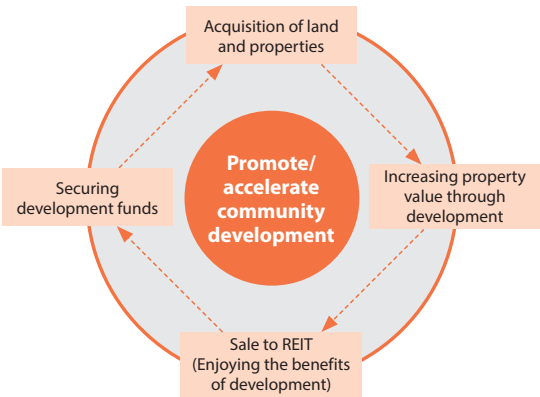 Acquisition of land
and properties
Promote/
accelerate
community
development
Increasing property
value through
development
Securing
development funds
Sale to REIT
(Enjoying the benefits
of development)